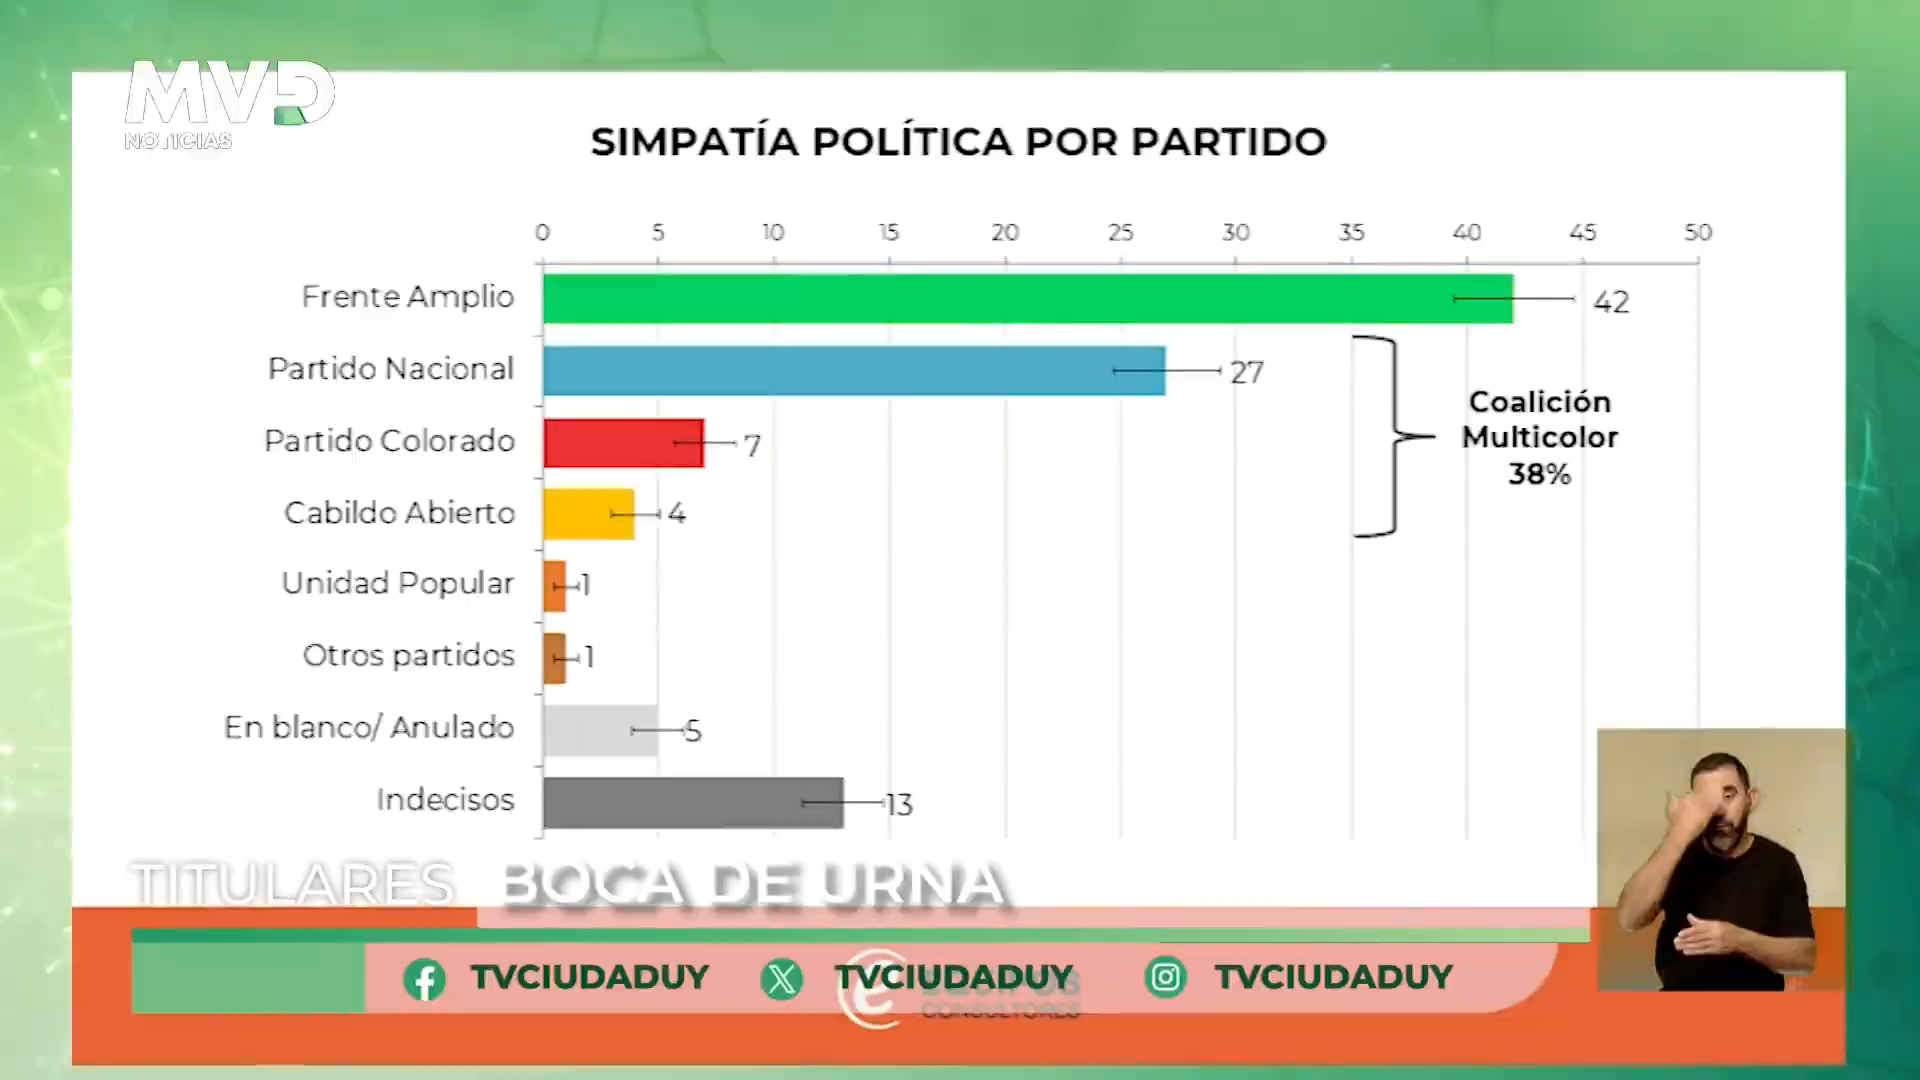 MVD
NOTICIAS
SIMPATÍA POLÍTICA POR PARTIDO
0 5 10 15 20 25 30 35 40 45 50
Frente Amplio 42
Partido Nacional 27
Partido Colorado 7
Cabildo Abierto 4
Coalición
Multicolor
38%
Unidad Popular 1
Otros partidos 1
En blanco/ Anulado 5
Indecisos 13
TITULARES BOCA DE URNA
TVCIUDADUY TVCIUDADUY TVCIUDADUY
CONSULTORES